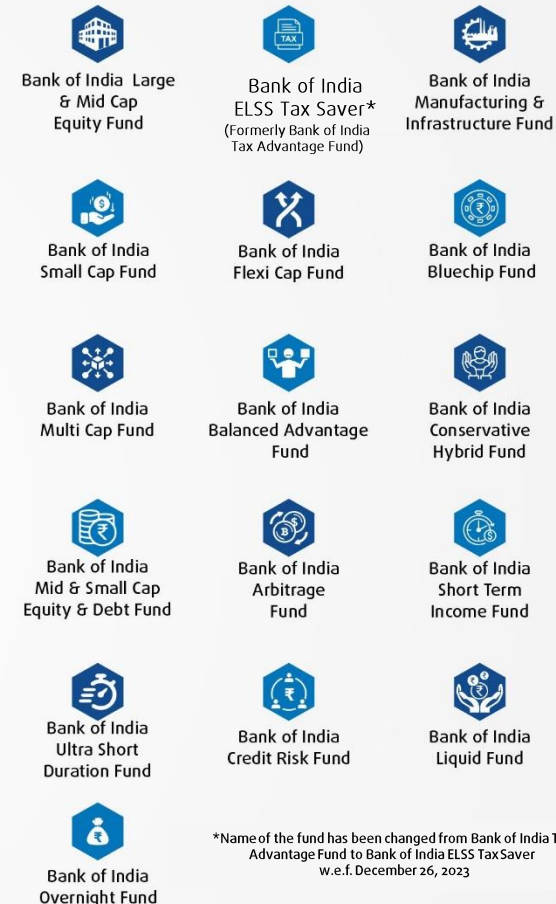 Bank of India Large
& Mid Cap
Equity Fund
TAX
Bank of India
ELSS Tax Saver*
(Formerly Bank of India
Tax Advantage Fund)
Bank of India
Manufacturing &
Infrastructure Fund
$
Bank of India
Small Cap Fund
Bank of India
Flexi Cap Fund
₹
Bank of India
Bluechip Fund
Bank of India
Multi Cap Fund
Bank of India
Balanced Advantage
Fund
Bank of India
Conservative
Hybrid Fund
₹
Bank of India
Mid & Small Cap
Equity & Debt Fund
$
B
Bank of India
Arbitrage
Fund
$
Bank of India
Short Term
Income Fund
Bank of India
Ultra Short
Duration Fund
₹
Bank of India
Credit Risk Fund
₹ ₹
₹
Bank of India
Liquid Fund
₹
Bank of India
Overnight Fund
*Name of the fund has been changed from Bank of India T
Advantage Fund to Bank of India ELSS Tax Saver
w.e.f. December 26, 2023